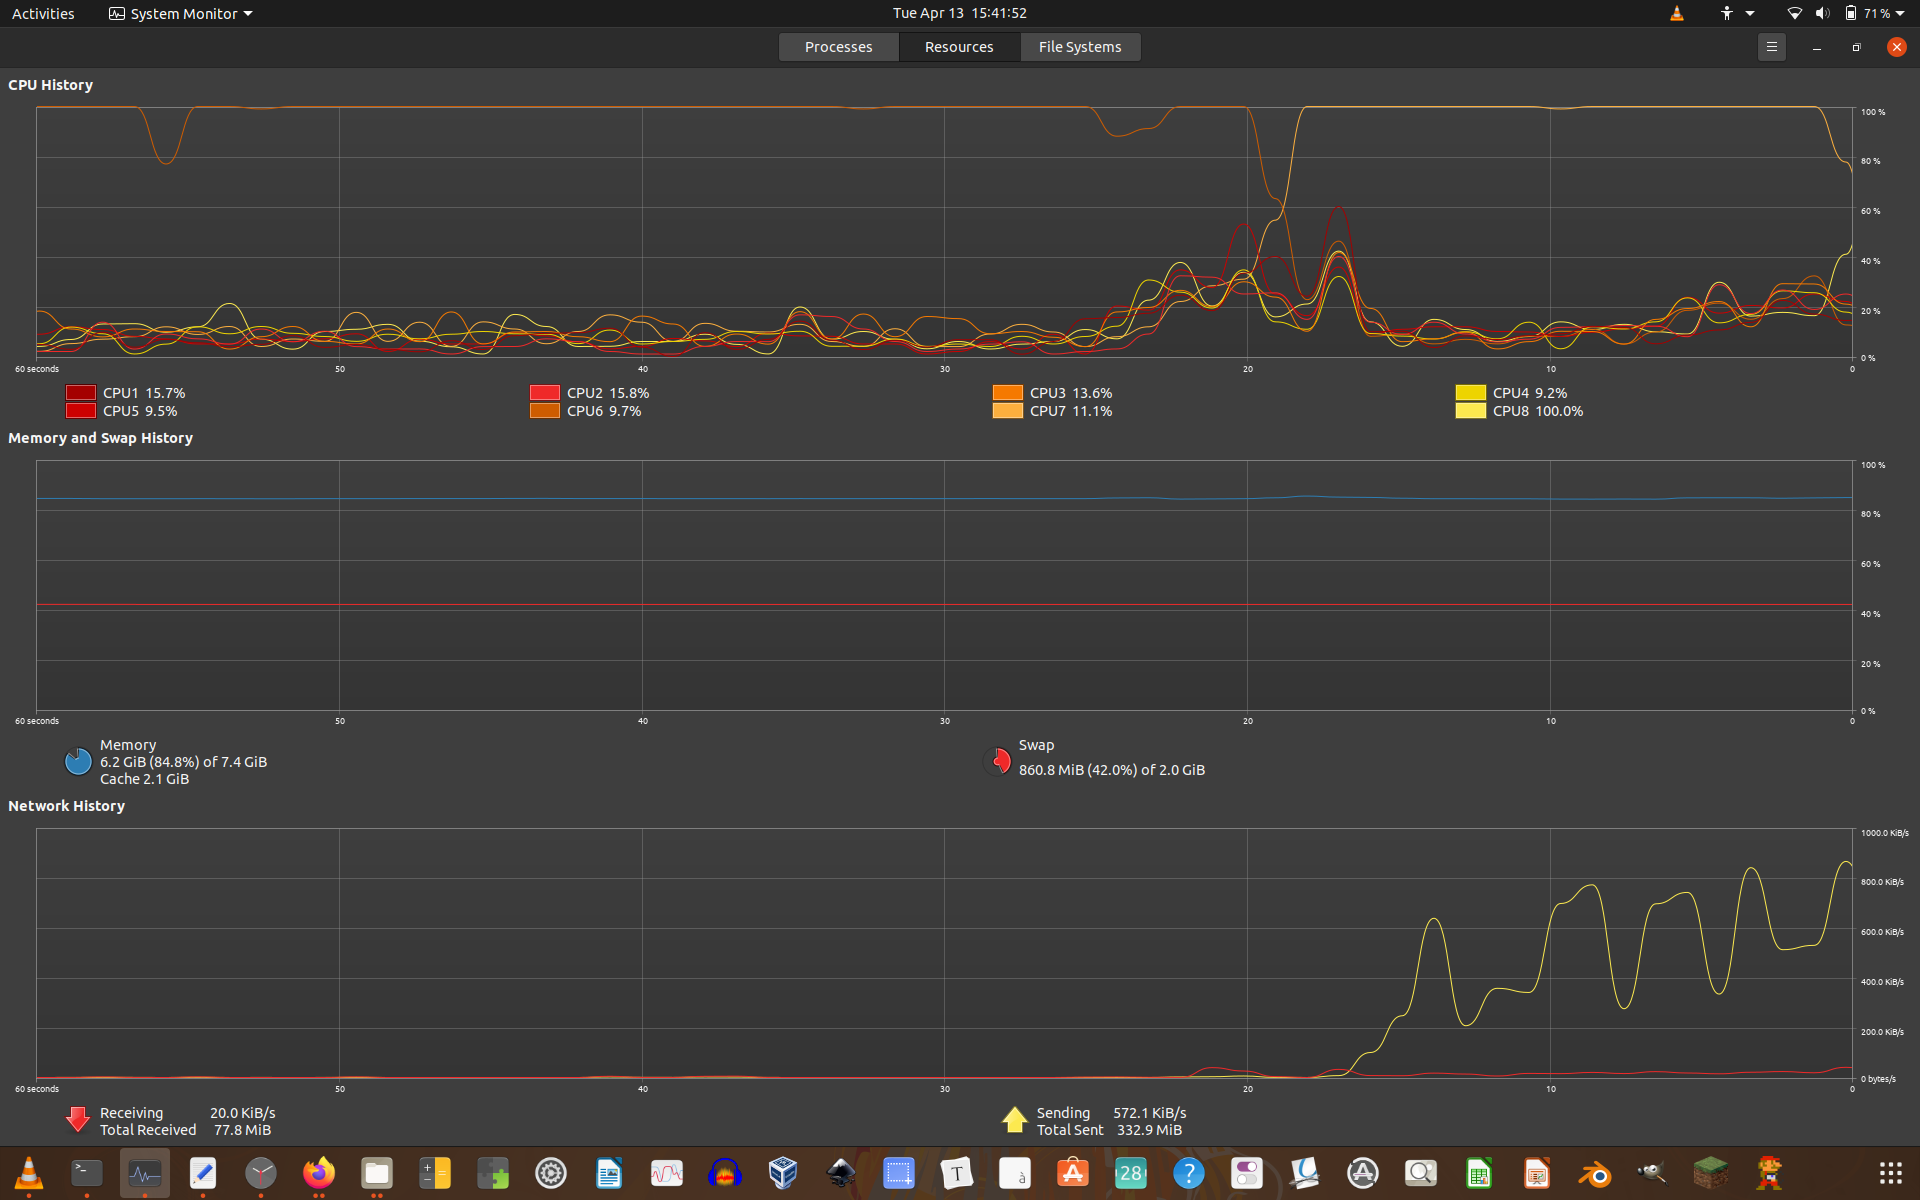 Activities System Monitor Tue Apr 13 15:41:52 71 %
Processes Resources File Systems
CPU History
100 %
80 %
60 %
40 %
20 %
0 %
60 seconds 50 40 30 20 10 0
CPU1 15.7% CPU2 15.8% CPU3 13.6% CPU4 9.2%
CPU5 9.5% CPU6 9.7% CPU7 11.1% CPU8 100.0%
Memory and Swap History
100 %
80 %
60 %
40 %
20 %
0 %
60 seconds 50 40 30 20 10 0
Memory
6.2 GiB (84.8%) of 7.4 GiB
Cache 2.1 GiB
Swap
860.8 MiB (42.0%) of 2.0 GiB
Network History
1000.0 KiB/s
800.0 KiB/s
600.0 KiB/s
400.0 KiB/s
200.0 KiB/s
0 bytes/s
60 seconds 50 40 30 20 10 0
Receiving 20.0 KiB/s
Total Received 77.8 MiB
Sending 572.1 KiB/s
Total Sent 332.9 MiB
>_ T à A 28 ?